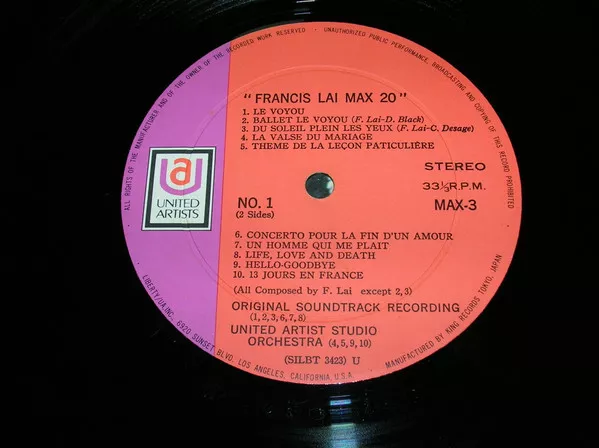 ALL RIGHTS OF THE MANUFACTURER AND OF THE OWNER OF THE RECORDED WORK RESERVED - UNAUTHORIZED PUBLIC PERFORMANCE, BROADCASTING AND COPYING OF THIS RECORD PROHIBITED
"FRANCIS LAI MAX 20"
1. LE VOYOU
2. BALLET LE VOYOU (F. Lai-D. Black)
3. DU SOLEIL PLEIN LES YEUX (F. Lai-C. Desage)
4. LA VALSE DU MARIAGE
5. THEME DE LA LEÇON PATICULIÈRE
STEREO
33⅓ R.P.M.
NO. 1
(2 Sides)
MAX-3
UA
UNITED
ARTISTS
6. CONCERTO POUR LA FIN D'UN AMOUR
7. UN HOMME QUI ME PLAIT
8. LIFE, LOVE AND DEATH
9. HELLO-GOODBYE
10. 13 JOURS EN FRANCE
(All Composed by F. Lai except 2,3)
ORIGINAL SOUNDTRACK RECORDING
(1,2,3,6,7,8)
UNITED ARTIST STUDIO
ORCHESTRA (4,5,9,10)
(SILBT 3423) U
LIBERTY/UA INC. 6920 SUNSET BLVD. LOS ANGELES, CALIFORNIA, U.S.A.
MANUFACTURED BY KING RECORDS TOKYO, JAPAN